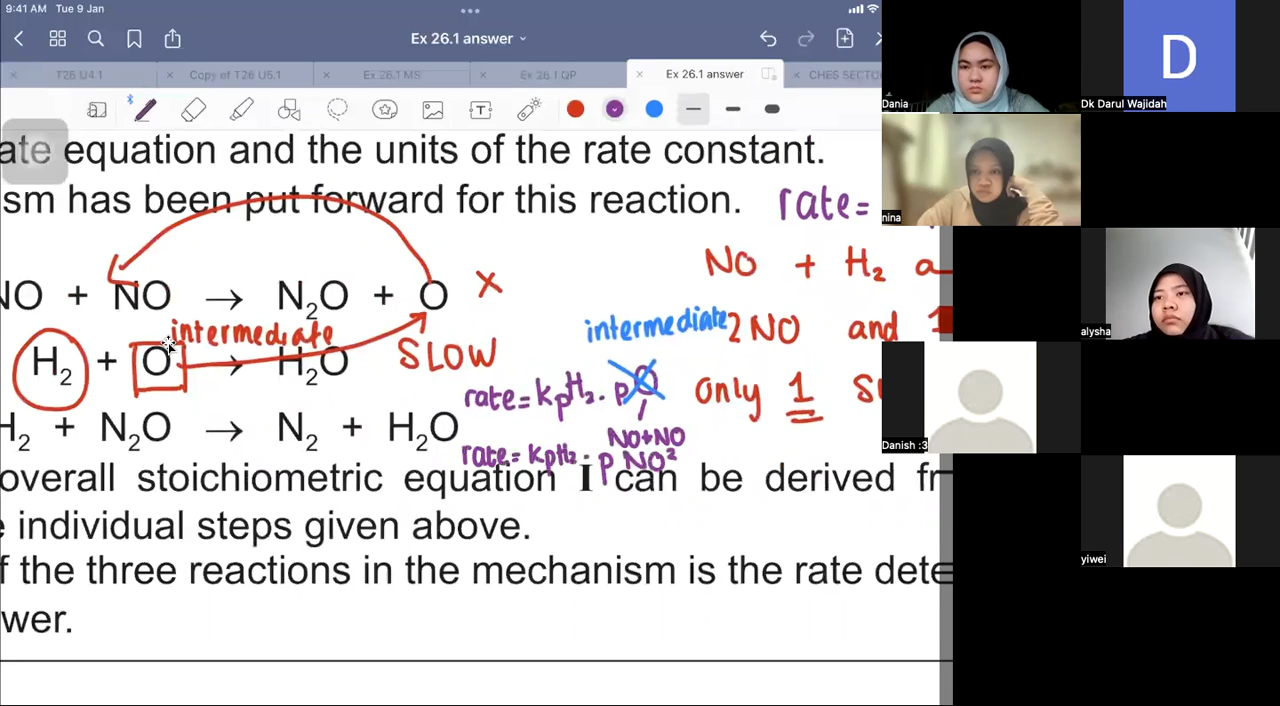 9:41 AM Tue 9 Jan
Ex 26.1 answer
T26 U4.1
Copy of T26 U5.1
Ex 26.1 MS
Ex 26.1 QP
Ex 26.1 answer
CHES SECTOR
ate equation and the units of the rate constant.
sm has been put forward for this reaction.
rate=
NO + H₂ a
NO + NO → N₂O + O ×
intermediate
H₂ + O → H₂O SLOW
intermediate
2 NO and 1
rate = k pH₂ . pO
only 1
H₂ + N₂O → N₂ + H₂O
NO+NO
rate = k pH₂ . p NO²
overall stoichiometric equation I can be derived fr
e individual steps given above.
f the three reactions in the mechanism is the rate dete
wer.
Dania
D
Dk Darul Wajidah
nina
alysha
Danish :3
yiwei